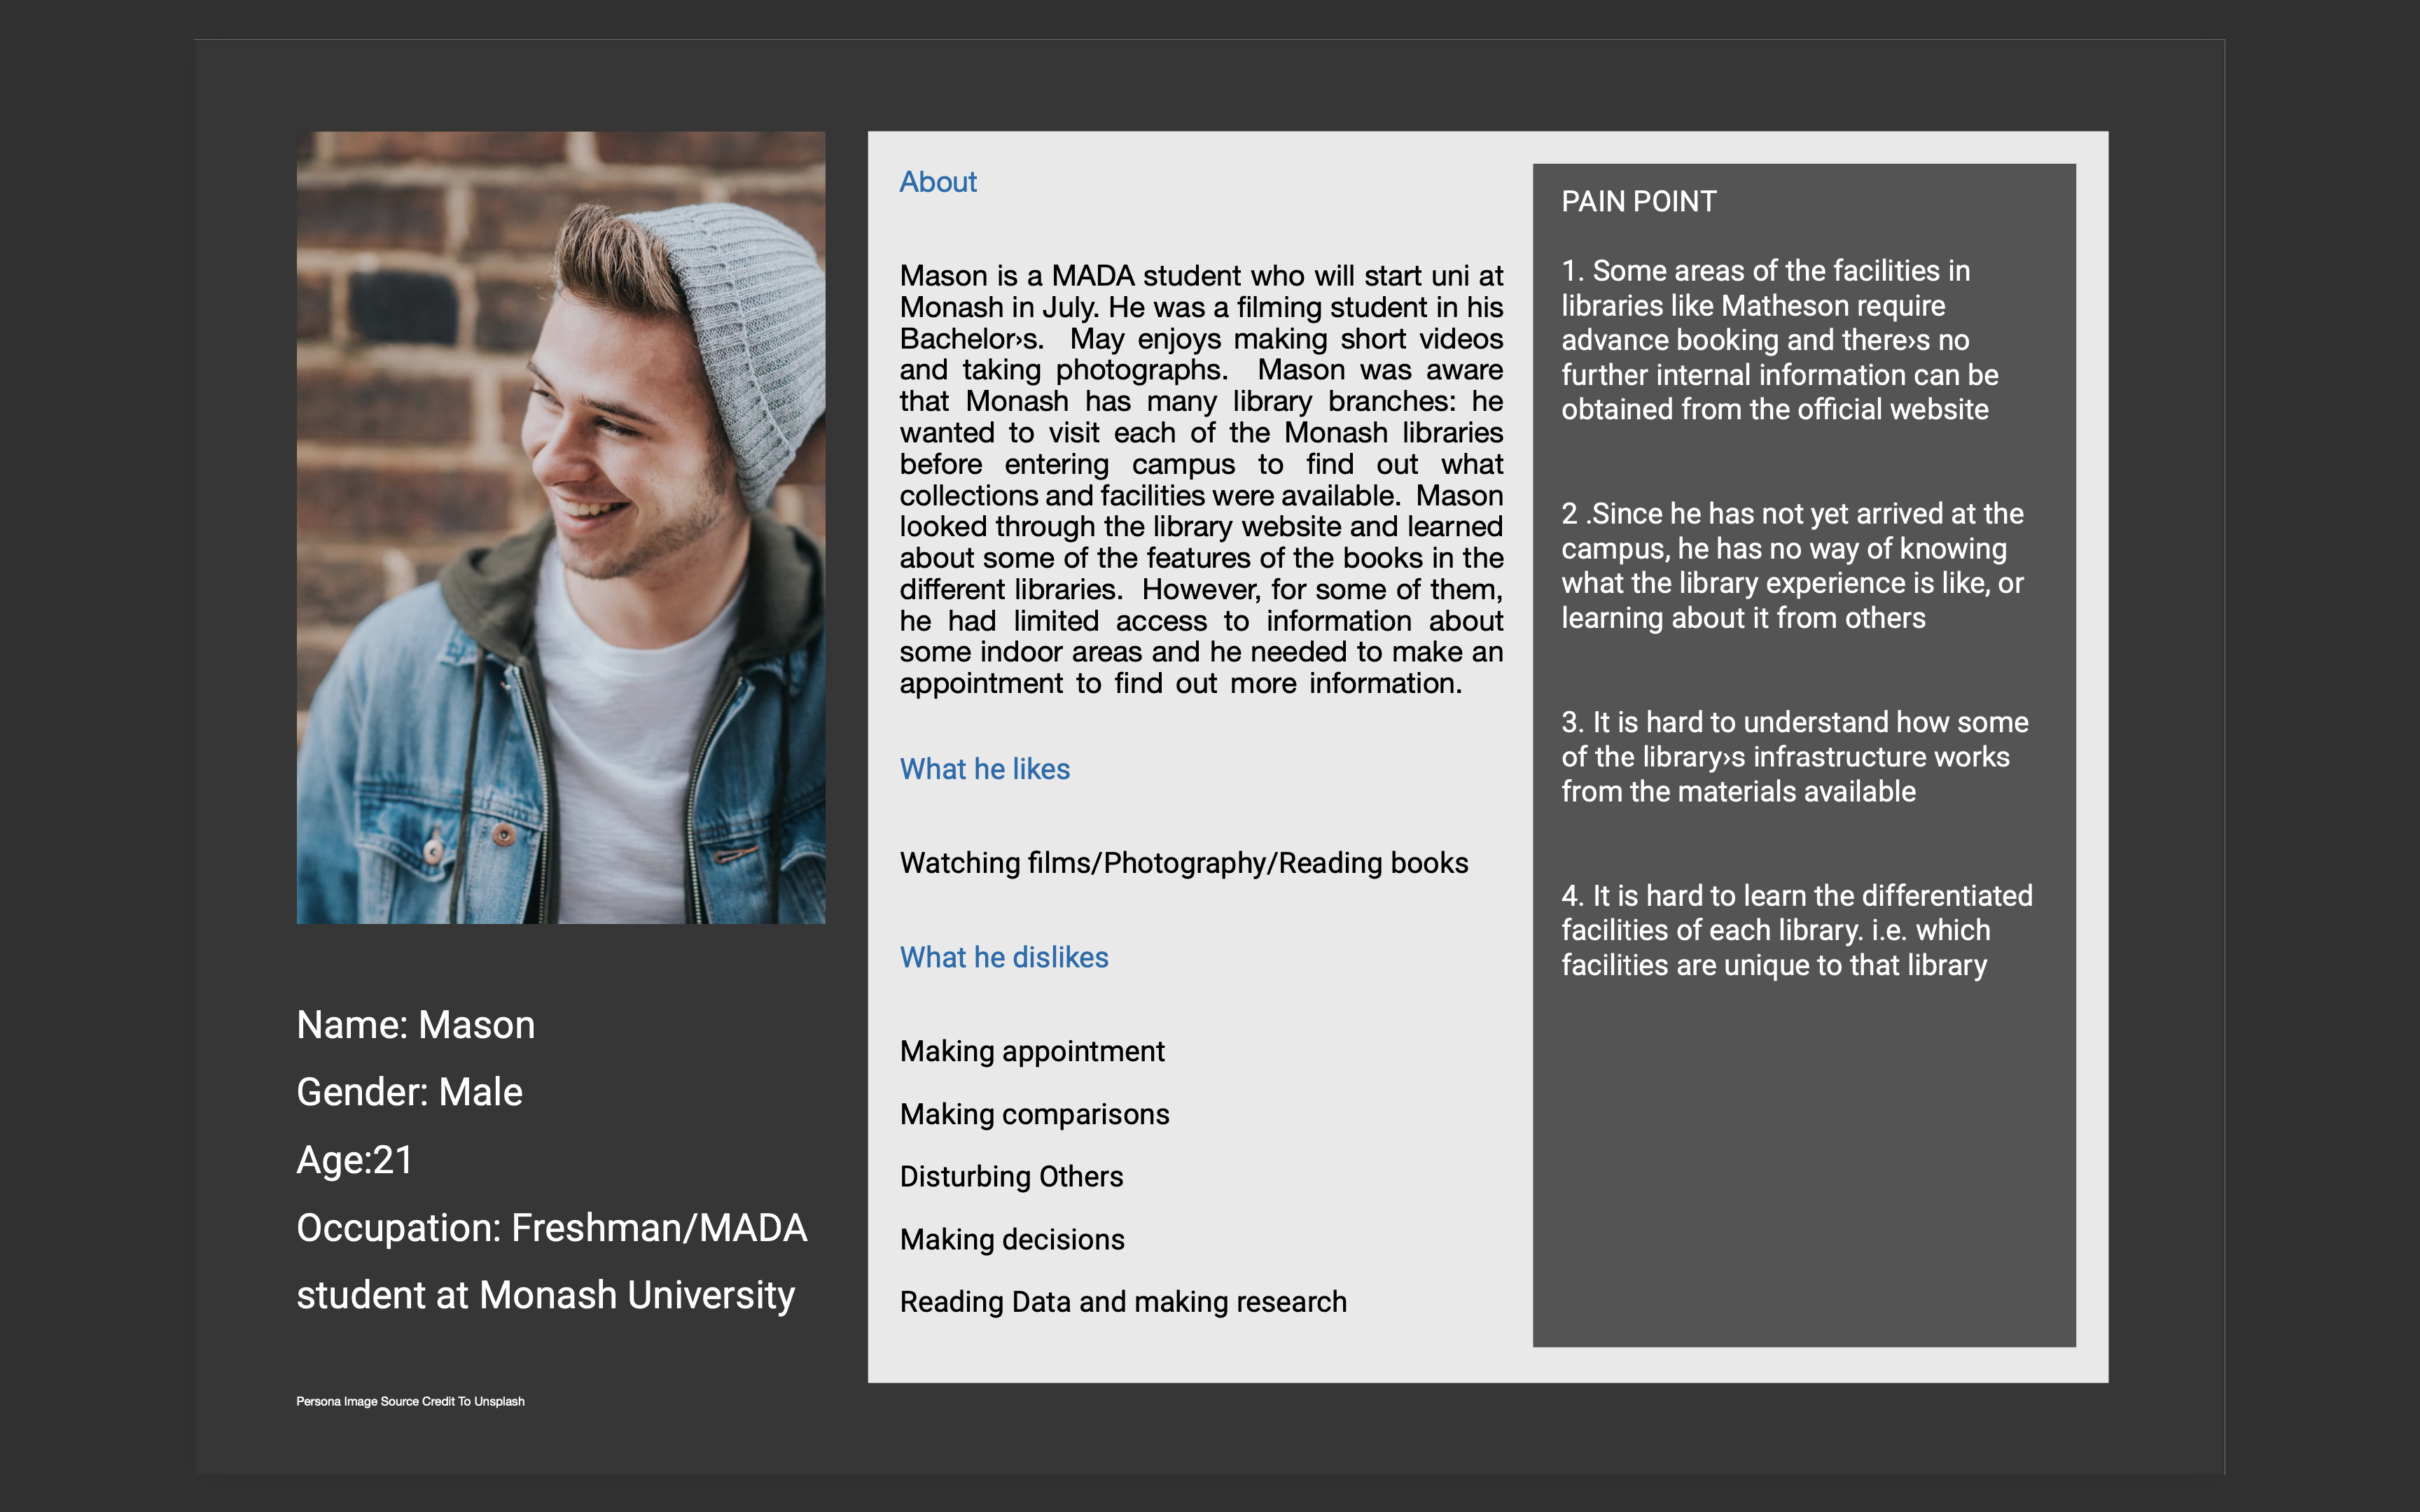 Name: Mason
Gender: Male
Age:21
Occupation: Freshman/MADA
student at Monash University
Persona Image Source Credit To Unsplash
About
Mason is a MADA student who will start uni at
Monash in July. He was a filming student in his
Bachelor›s.  May enjoys making short videos
and taking photographs.  Mason was aware
that Monash has many library branches: he
wanted to visit each of the Monash libraries
before entering campus to find out what
collections and facilities were available.  Mason
looked through the library website and learned
about some of the features of the books in the
different libraries.  However, for some of them,
he had limited access to information about
some indoor areas and he needed to make an
appointment to find out more information.
What he likes
Watching films/Photography/Reading books
What he dislikes
Making appointment
Making comparisons
Disturbing Others
Making decisions
Reading Data and making research
PAIN POINT
1. Some areas of the facilities in
libraries like Matheson require
advance booking and there›s no
further internal information can be
obtained from the official website
2 .Since he has not yet arrived at the
campus, he has no way of knowing
what the library experience is like, or
learning about it from others
3. It is hard to understand how some
of the library›s infrastructure works
from the materials available
4. It is hard to learn the differentiated
facilities of each library. i.e. which
facilities are unique to that library